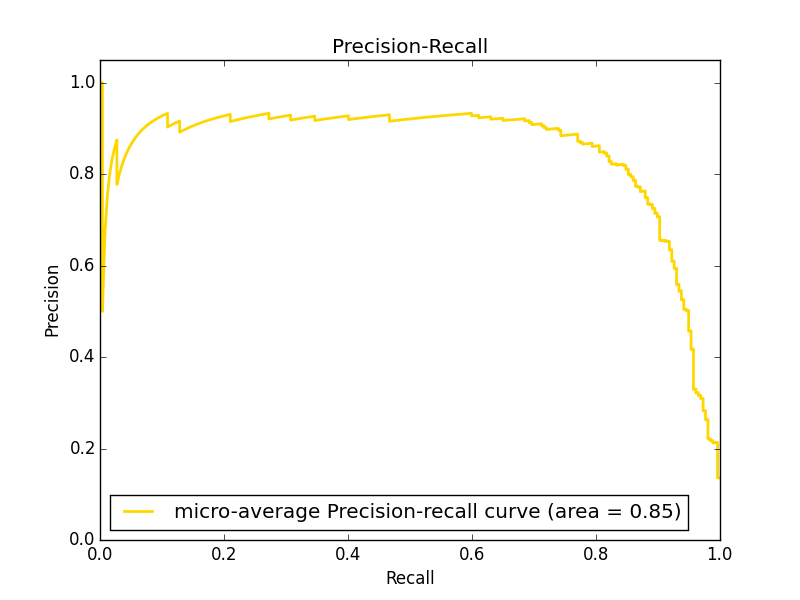 Precision-Recall
1.0
0.8
0.6
0.4
0.2
0.0
Precision
micro-average Precision-recall curve (area = 0.85)
0.0 0.2 0.4 0.6 0.8 1.0
Recall